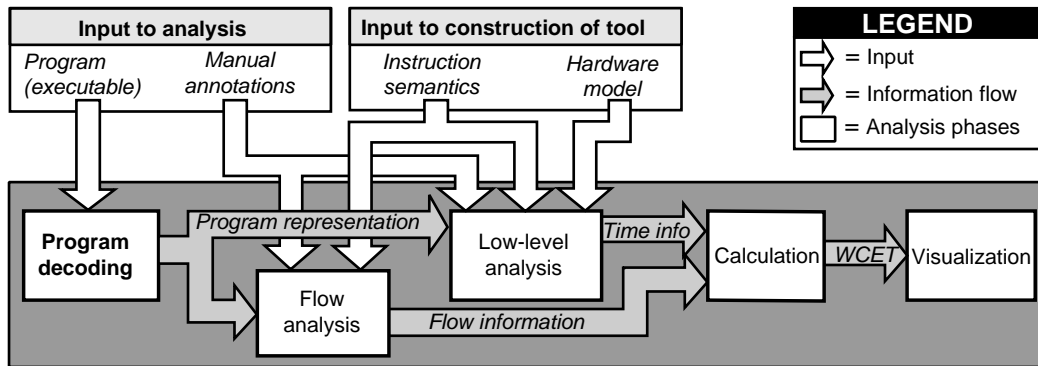 Input to analysis
Program
(executable)
Manual
annotations
Input to construction of tool
Instruction
semantics
Hardware
model
LEGEND
= Input
= Information flow
= Analysis phases
Program
decoding
Program representation
Flow
analysis
Low-level
analysis
Time info
Flow information
Calculation
WCET
Visualization